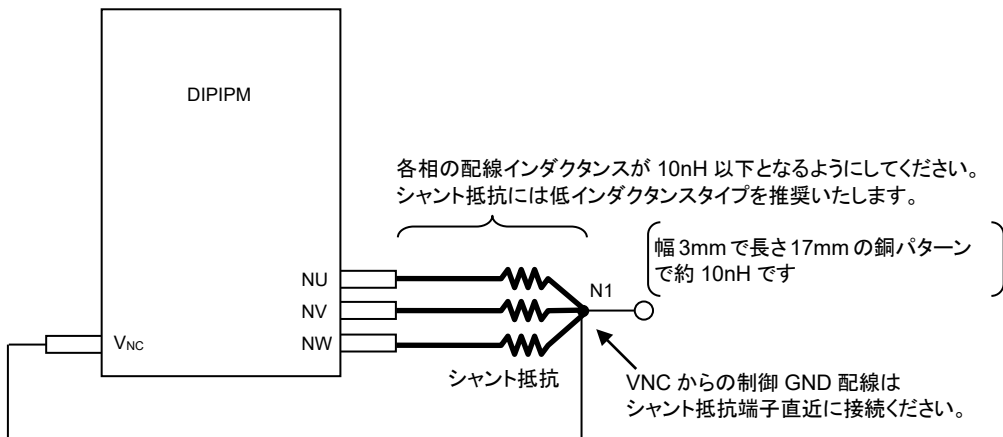 DIPIPM
各相の配線インダクタンスが 10nH 以下となるようにしてください。
シャント抵抗には低インダクタンスタイプを推奨いたします。
幅 3mm で長さ 17mm の銅パターン
で約 10nH です
NU
N1
NV
VNC
NW
シャント抵抗
VNC からの制御 GND 配線は
シャント抵抗端子直近に接続ください。